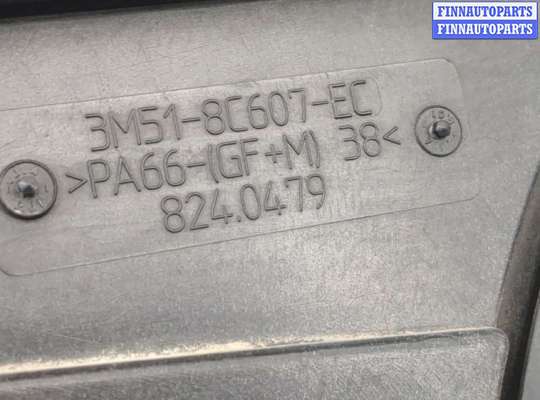 FINNAUTOPARTS
FINNAUTOPARTS
3M51-8C607-EC
>PA66-(GF+M) 38<
824.0479